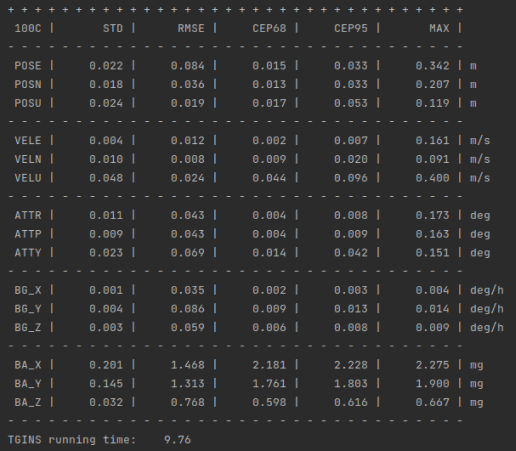 + + + + + + + + + + + + + + + + + + + + + + + + + + + + + + + + + +
100C | STD | RMSE | CEP68 | CEP95 | MAX |
- - - - - - - - - - - - - - - - - - - - - - - - - - - - - - - - - -
POSE | 0.022 | 0.084 | 0.015 | 0.033 | 0.342 | m
POSN | 0.018 | 0.036 | 0.013 | 0.033 | 0.207 | m
POSU | 0.024 | 0.019 | 0.017 | 0.053 | 0.119 | m
- - - - - - - - - - - - - - - - - - - - - - - - - - - - - - - - - -
VELE | 0.004 | 0.012 | 0.002 | 0.007 | 0.161 | m/s
VELN | 0.010 | 0.008 | 0.009 | 0.020 | 0.091 | m/s
VELU | 0.048 | 0.024 | 0.044 | 0.096 | 0.400 | m/s
- - - - - - - - - - - - - - - - - - - - - - - - - - - - - - - - - -
ATTR | 0.011 | 0.043 | 0.004 | 0.008 | 0.173 | deg
ATTP | 0.009 | 0.043 | 0.004 | 0.009 | 0.163 | deg
ATTY | 0.023 | 0.069 | 0.014 | 0.042 | 0.151 | deg
- - - - - - - - - - - - - - - - - - - - - - - - - - - - - - - - - -
BG_X | 0.001 | 0.035 | 0.002 | 0.003 | 0.004 | deg/h
BG_Y | 0.004 | 0.086 | 0.009 | 0.013 | 0.014 | deg/h
BG_Z | 0.003 | 0.059 | 0.006 | 0.008 | 0.009 | deg/h
- - - - - - - - - - - - - - - - - - - - - - - - - - - - - - - - - -
BA_X | 0.201 | 1.468 | 2.181 | 2.228 | 2.275 | mg
BA_Y | 0.145 | 1.313 | 1.761 | 1.803 | 1.900 | mg
BA_Z | 0.032 | 0.768 | 0.598 | 0.616 | 0.667 | mg
- - - - - - - - - - - - - - - - - - - - - - - - - - - - - - - - - -
TGINS running time: 9.76